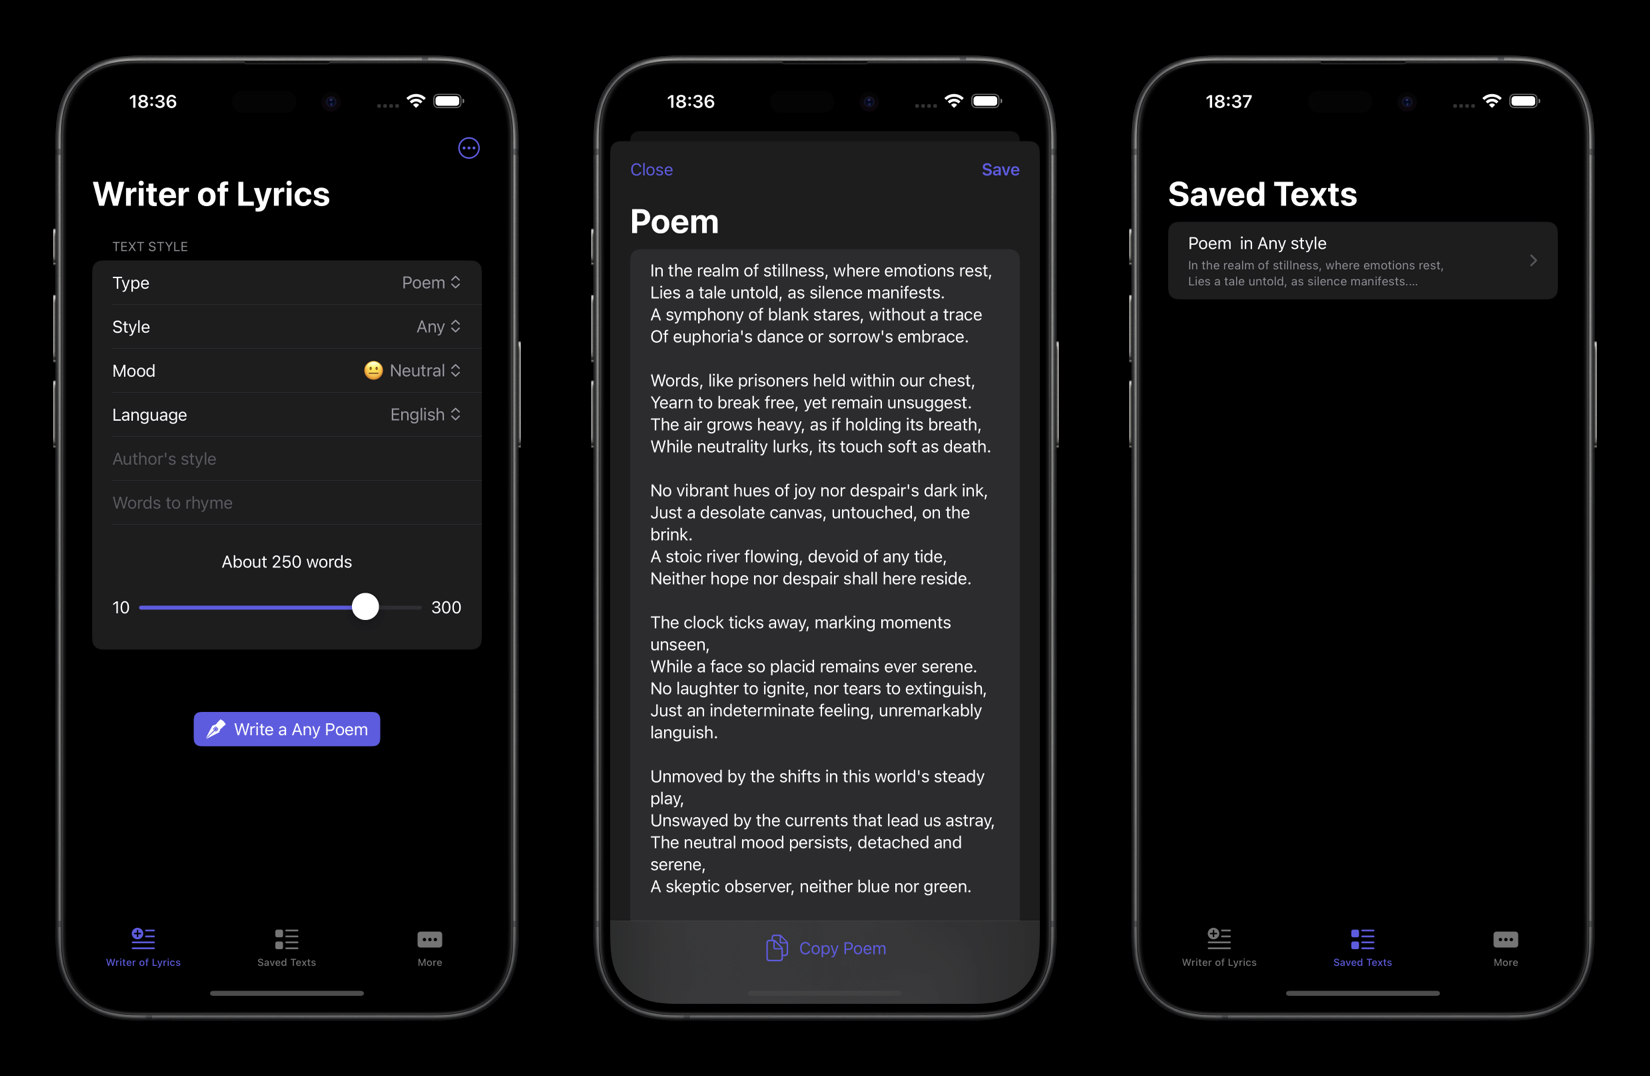 18:36
Writer of Lyrics
TEXT STYLE
Type Poem
Style Any
Mood 😐 Neutral
Language English
Author's style
Words to rhyme
About 250 words
10 300
Write a Any Poem
Writer of Lyrics Saved Texts More
18:36
Close Save
Poem
In the realm of stillness, where emotions rest,
Lies a tale untold, as silence manifests.
A symphony of blank stares, without a trace
Of euphoria's dance or sorrow's embrace.
Words, like prisoners held within our chest,
Yearn to break free, yet remain unsuggest.
The air grows heavy, as if holding its breath,
While neutrality lurks, its touch soft as death.
No vibrant hues of joy nor despair's dark ink,
Just a desolate canvas, untouched, on the
brink.
A stoic river flowing, devoid of any tide,
Neither hope nor despair shall here reside.
The clock ticks away, marking moments
unseen,
While a face so placid remains ever serene.
No laughter to ignite, nor tears to extinguish,
Just an indeterminate feeling, unremarkably
languish.
Unmoved by the shifts in this world's steady
play,
Unswayed by the currents that lead us astray,
The neutral mood persists, detached and
serene,
A skeptic observer, neither blue nor green.
Copy Poem
18:37
Saved Texts
Poem in Any style
In the realm of stillness, where emotions rest,
Lies a tale untold, as silence manifests....
Writer of Lyrics Saved Texts More